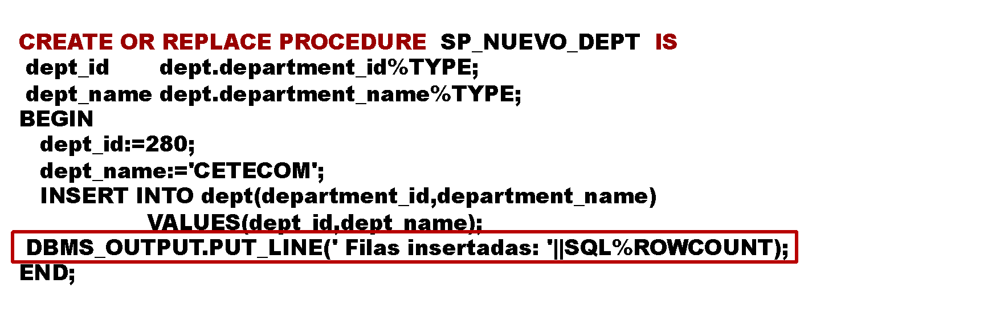 CREATE OR REPLACE PROCEDURE SP_NUEVO_DEPT IS
dept_id dept.department_id%TYPE;
dept_name dept.department_name%TYPE;
BEGIN
dept_id:=280;
dept_name:='CETECOM';
INSERT INTO dept(department_id,department_name)
VALUES(dept_id,dept_name);
DBMS_OUTPUT.PUT_LINE(' Filas insertadas: '||SQL%ROWCOUNT);
END;